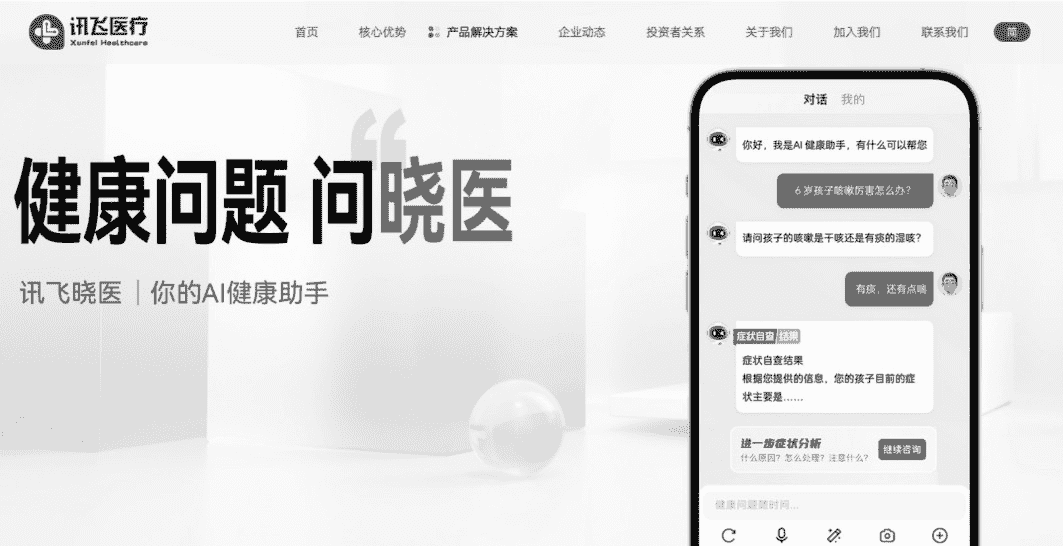 讯飞医疗
Xunfei Healthcare
首页 核心优势 产品解决方案 企业动态 投资者关系 关于我们 加入我们 联系我们 简
健康问题 问晓医
讯飞晓医｜你的AI健康助手
对话 我的
你好，我是AI 健康助手，有什么可以帮您
6 岁孩子咳嗽厉害怎么办？
请问孩子的咳嗽是干咳还是有痰的湿咳？
有痰，还有点喘
症状自查结果
症状自查结果
根据您提供的信息，您的孩子目前的症
状主要是……
进一步症状分析
什么原因？怎么处理？注意什么？
继续咨询
健康问题随时问...